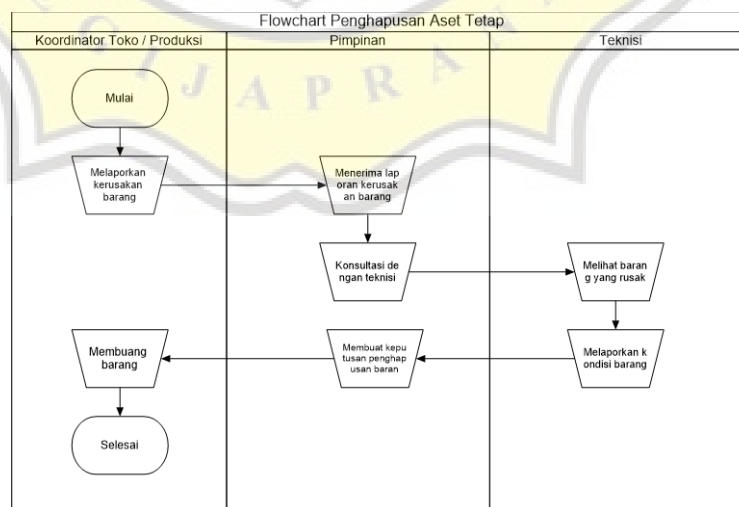 Flowchart Penghapusan Aset Tetap
Koordinator Toko / Produksi
Pimpinan
Teknisi
GIJAPRANA
Mulai
Melaporkan
kerusakan
barang
Menerima lap
oran kerusak
an barang
Konsultasi de
ngan teknisi
Melihat baran
g yang rusak
Membuang
barang
Membuat kepu
tusan penghap
usan baran
Melaporkan k
ondisi barang
Selesai